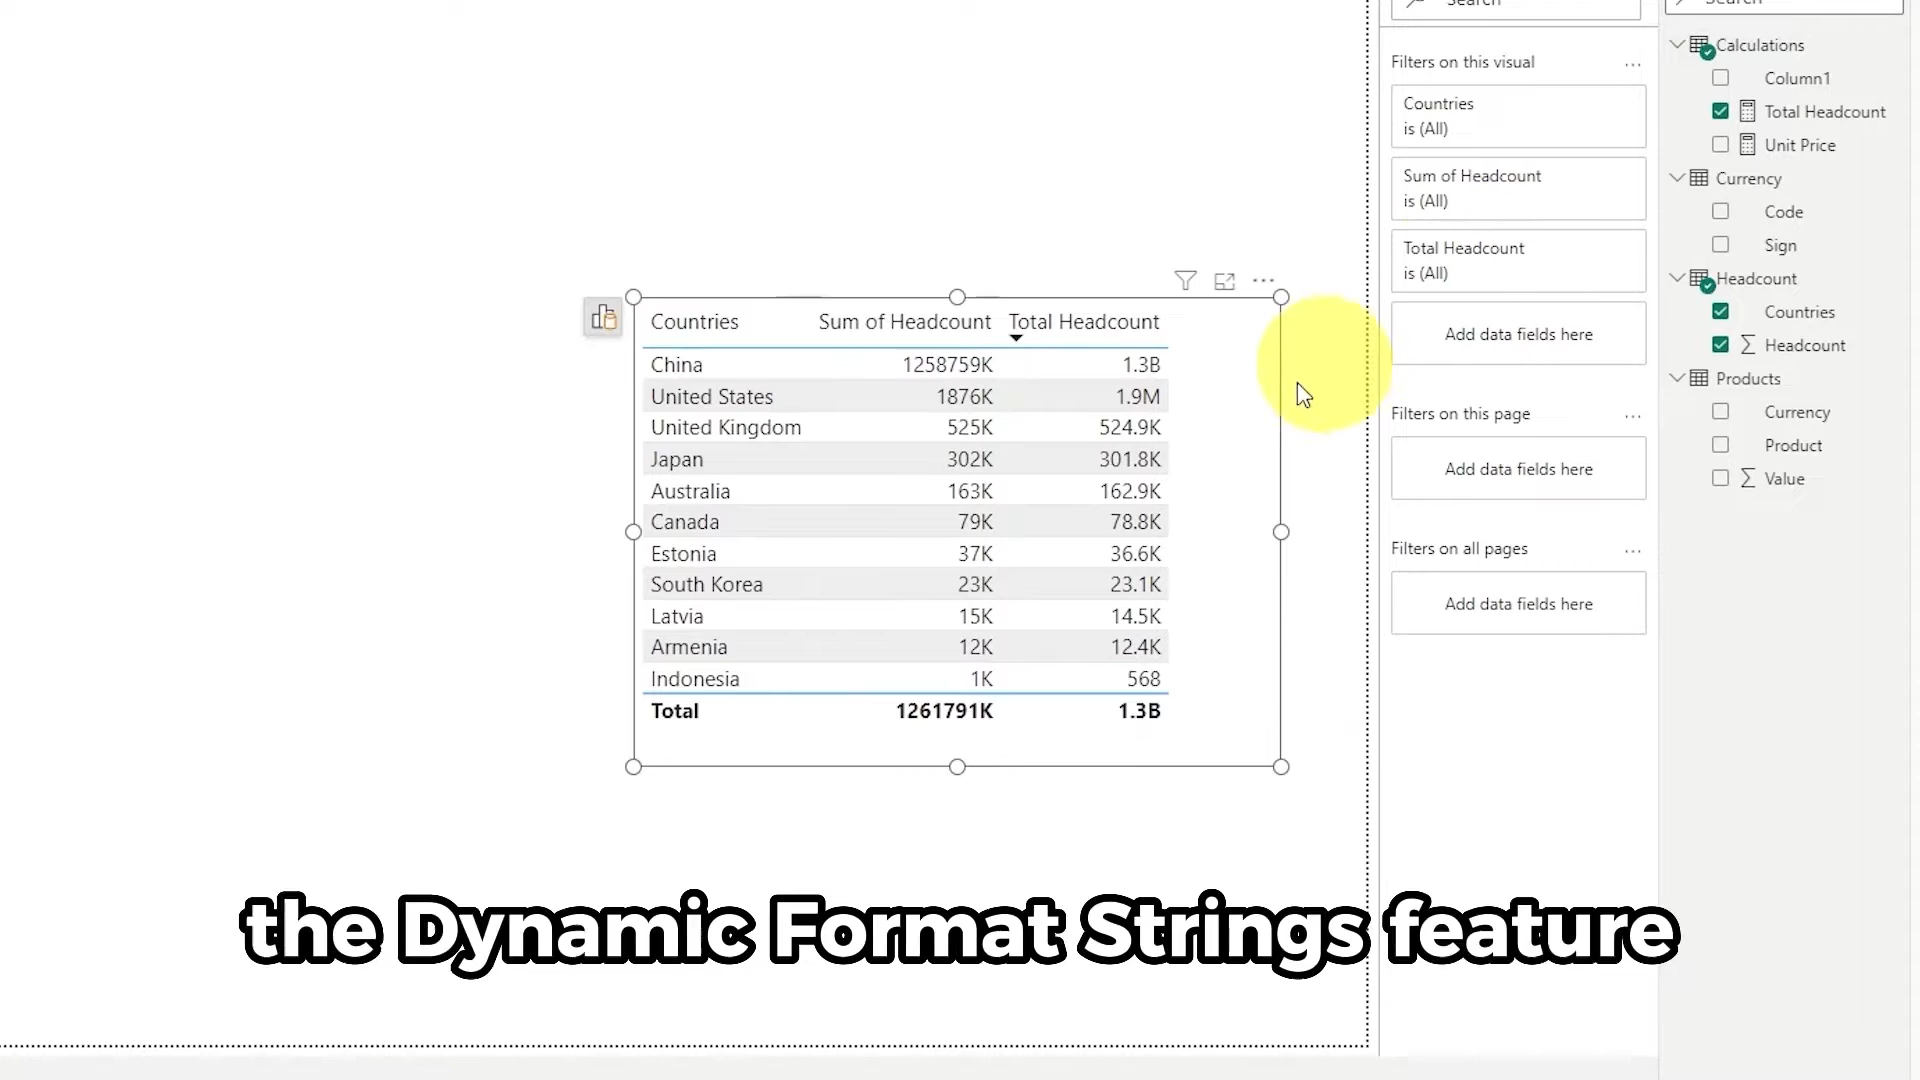 Search
Search
Filters on this visual ...
Countries
is (All)
Sum of Headcount
is (All)
Total Headcount
is (All)
Add data fields here
Filters on this page ...
Add data fields here
Filters on all pages ...
Add data fields here
Calculations
Column1
Total Headcount
Unit Price
Currency
Code
Sign
Headcount
Countries
∑ Headcount
Products
Currency
Product
∑ Value
Countries Sum of Headcount Total Headcount
China 1258759K 1.3B
United States 1876K 1.9M
United Kingdom 525K 524.9K
Japan 302K 301.8K
Australia 163K 162.9K
Canada 79K 78.8K
Estonia 37K 36.6K
South Korea 23K 23.1K
Latvia 15K 14.5K
Armenia 12K 12.4K
Indonesia 1K 568
Total 1261791K 1.3B
the Dynamic Format Strings feature